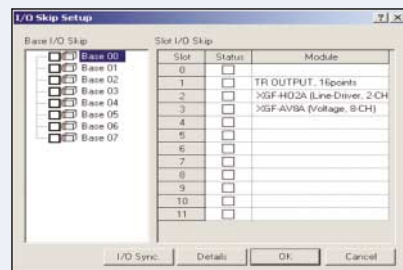 I/O Skip Setup
Base I/O Skip
Base 00
Base 01
Base 02
Base 03
Base 04
Base 05
Base 06
Base 07
Slot I/O Skip
Slot Status Module
0
1 TR OUTPUT, 16points
2 XGF-HO2A (Line-Driver, 2-CH
3 XGF-AV8A (Voltage, 8-CH)
4
5
6
7
8
9
10
11
I/O Sync. Details OK Cancel